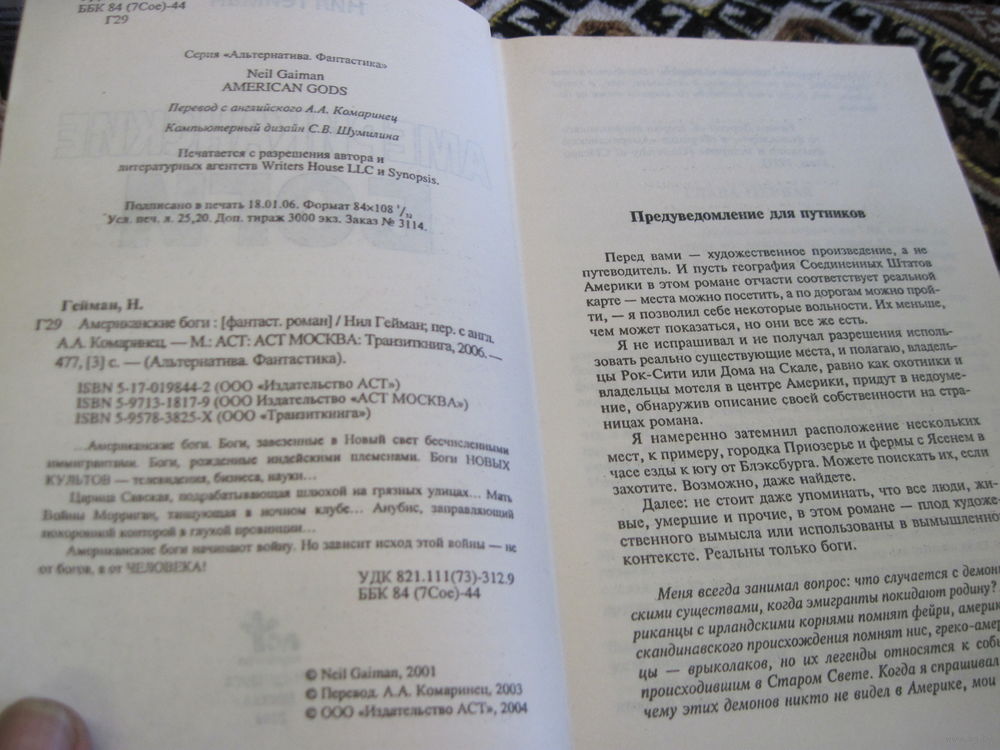 ББК 84 (7Сое)-44
Г29
Серия «Альтернатива. Фантастика»
Neil Gaiman
AMERICAN GODS
Перевод с английского А.А. Комаринец
Компьютерный дизайн С.В. Шумилина
Печатается с разрешения автора и
литературных агентств Writers House LLC и Synopsis.
Подписано в печать 18.01.06. Формат 84×108 1/32
Усл. печ. л. 25,20. Доп. тираж 3000 экз. Заказ № 3114.
Гейман, Н.
Г29 Американские боги : [фантаст. роман] / Нил Гейман; пер. с англ.
А.А. Комаринец. — М.: АСТ: АСТ МОСКВА: Транзиткнига, 2006. —
477, [3] с. — (Альтернатива. Фантастика).
ISBN 5-17-019844-2 (ООО «Издательство АСТ»)
ISBN 5-9713-1817-9 (ООО Издательство «АСТ МОСКВА»)
ISBN 5-9578-3825-X (ООО «Транзиткнига»)
...Американские боги. Боги, завезенные в Новый свет бесчисленными
иммигрантами. Боги, рожденные индейскими племенами. Боги НОВЫХ
КУЛЬТОВ — телевидения, бизнеса, науки...
Царица Савская, подрабатывающая шлюхой на грязных улицах... Мать
Войны Морриган, танцующая в ночном клубе... Анубис, заправляющий
похоронной конторой в глухой провинции...
Американские боги начинают войну. Но зависит исход этой войны — не
от богов, а от ЧЕЛОВЕКА!
УДК 821.111(73)-312.9
ББК 84 (7Сое)-44
© Neil Gaiman, 2001
© Перевод. А.А. Комаринец, 2003
© ООО «Издательство АСТ», 2004
Предуведомление для путников
Перед вами — художественное произведение, а не
путеводитель. И пусть география Соединенных Штатов
Америки в этом романе отчасти соответствует реальной
карте — места можно посетить, а по дорогам можно прой-
ти, — я позволил себе некоторые вольности. Их меньше,
чем может показаться, но они все же есть.
Я не испрашивал и не получал разрешения исполь-
зовать реально существующие места, и полагаю, владель-
цы Рок-Сити или Дома на Скале, равно как охотники и
владельцы мотеля в центре Америки, придут в недоуме-
ние, обнаружив описание своей собственности на стра-
ницах романа.
Я намеренно затемнил расположение нескольких
мест, к примеру, городка Приозерье и фермы с Ясенем в
часе езды к югу от Блэксбурга. Можете поискать их, если
захотите. Возможно, даже найдете.
Далее: не стоит даже упоминать, что все люди, жи-
вые, умершие и прочие, в этом романе — плод художе-
ственного вымысла или использованы в вымышленно
контексте. Реальны только боги.
Меня всегда занимал вопрос: что случается с демони
скими существами, когда эмигранты покидают родину?
риканцы с ирландскими корнями помнят фейри, америк
скандинавского происхождения помнят нис, греко-амер
цы — врыколаков, но их легенды относятся к собы
происходившим в Старом Свете. Когда я спрашивал
чему этих демонов никто не видел в Америке, мои